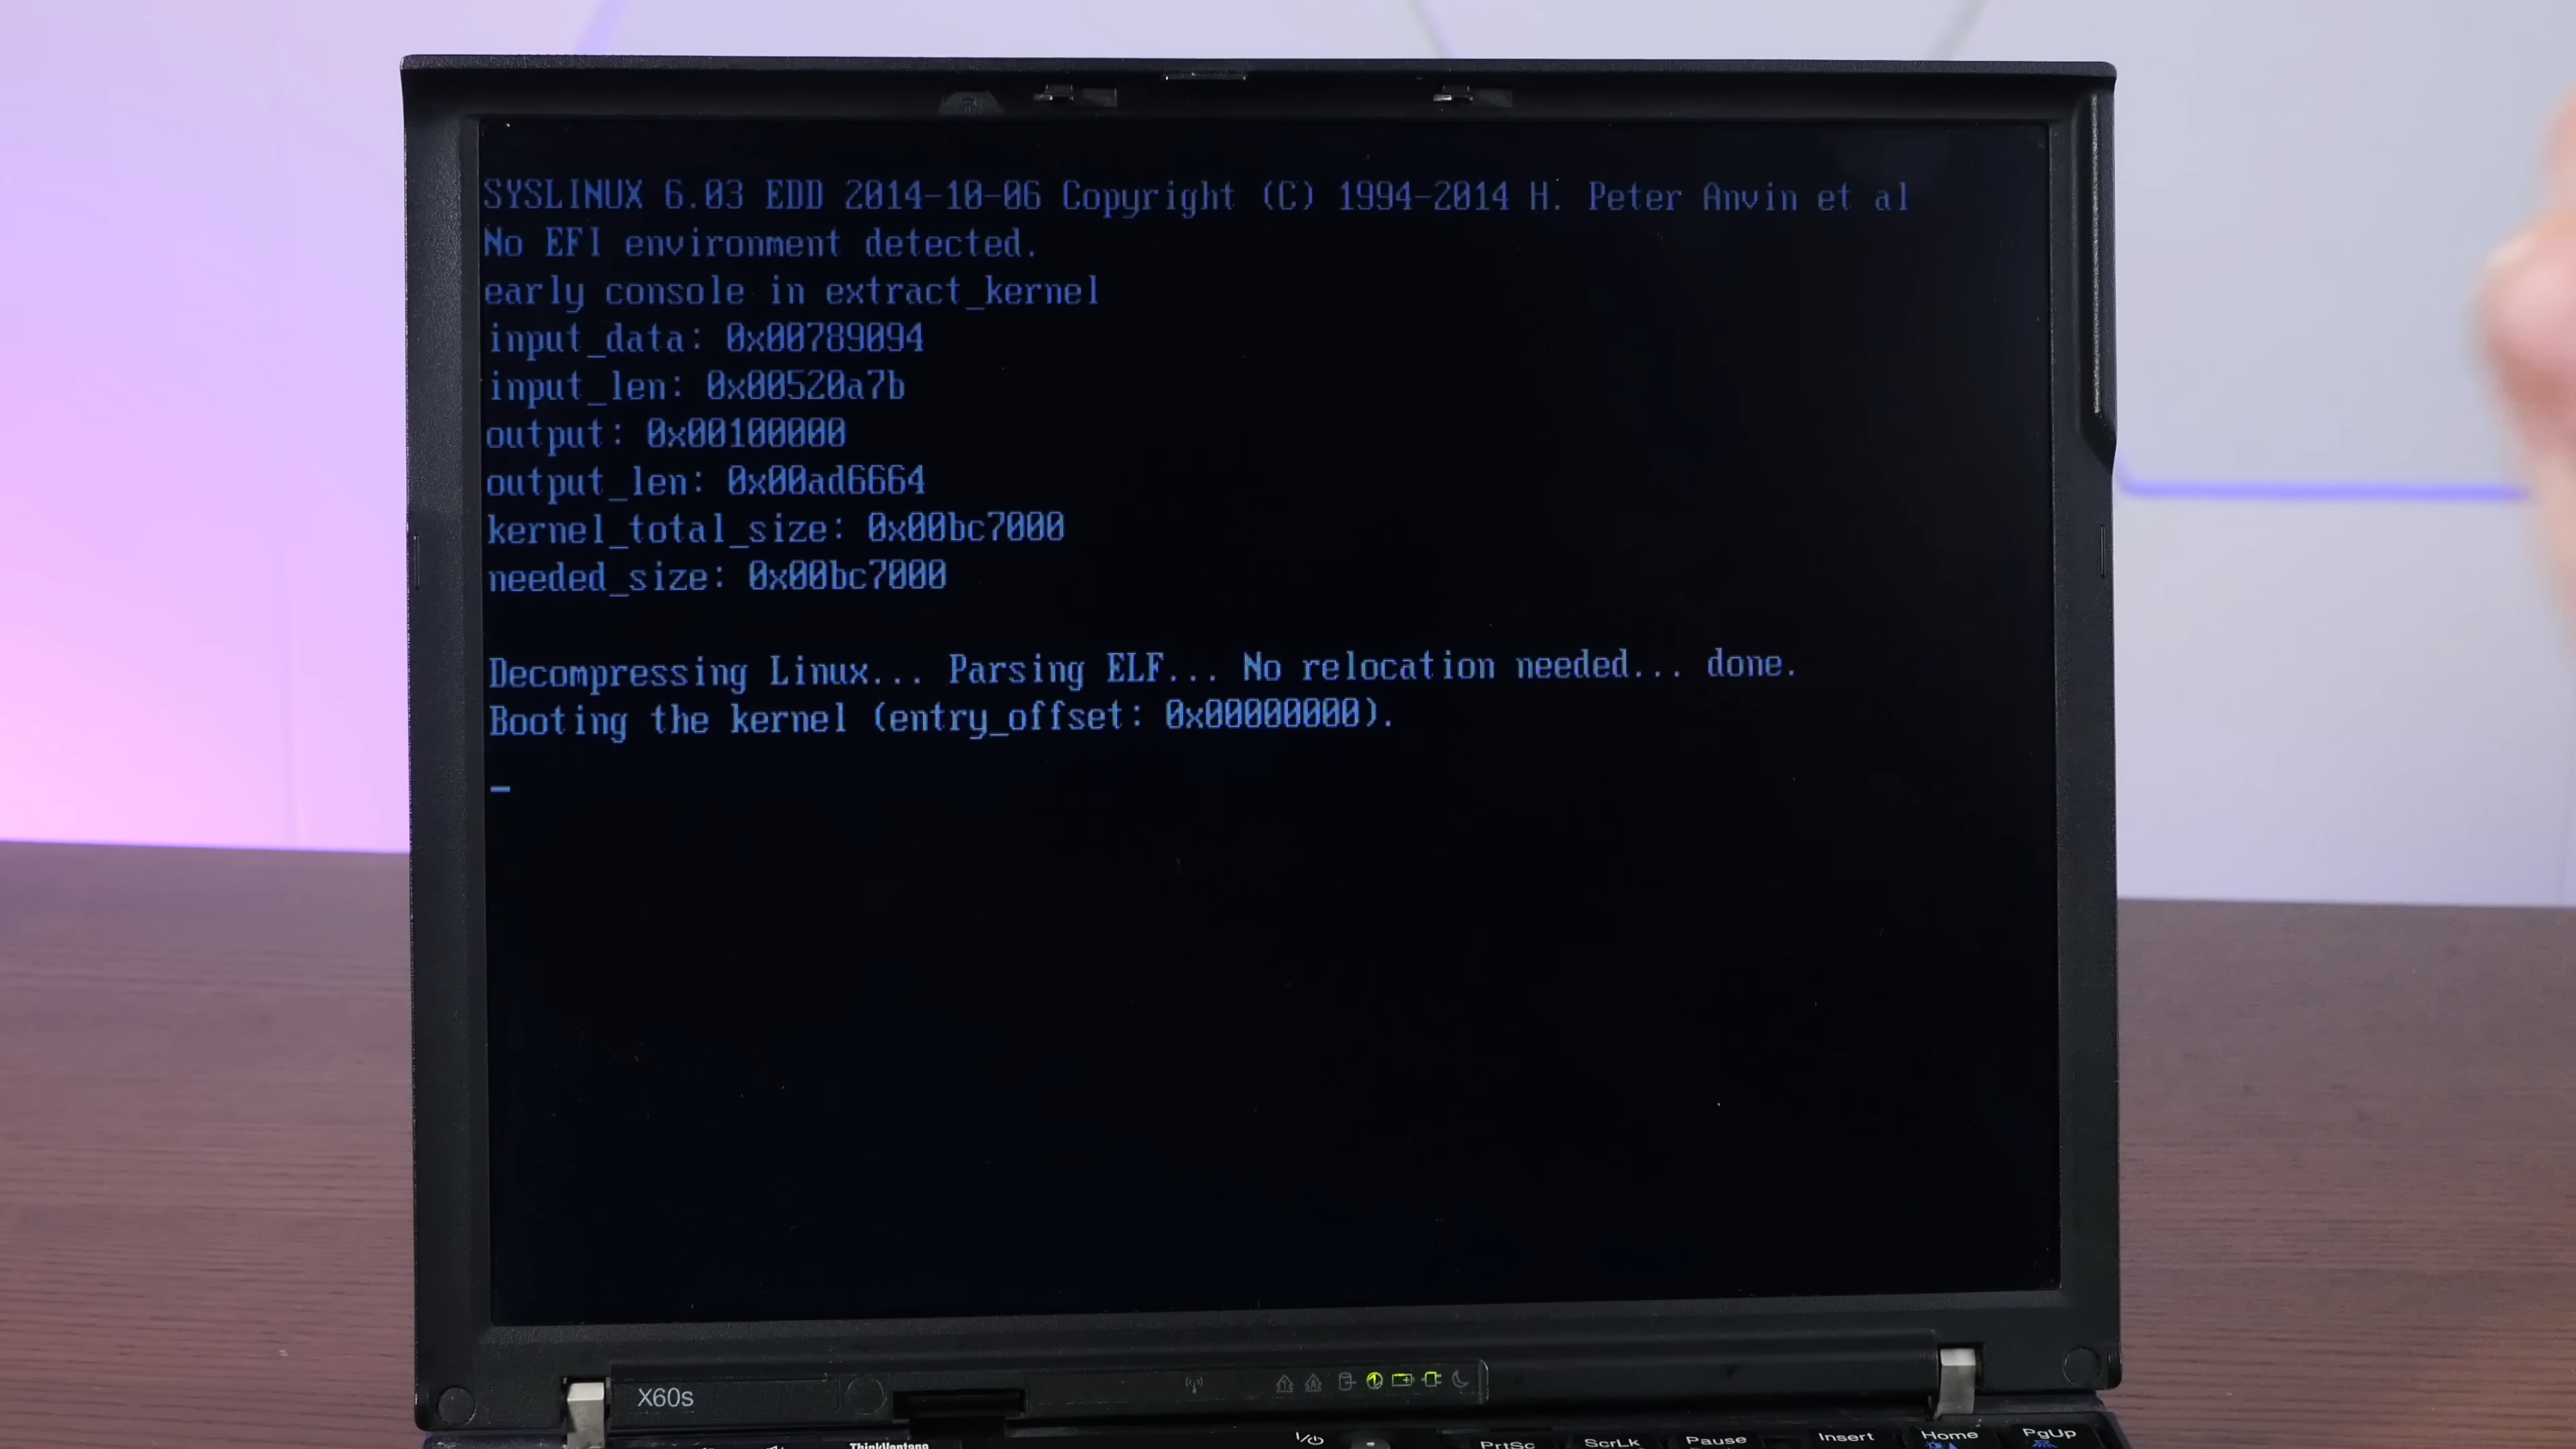 SYSLINUX 6.03 EDD 2014-10-06 Copyright (C) 1994-2014 H. Peter Anvin et al
No EFI environment detected.
early console in extract_kernel
input_data: 0x00789094
input_len: 0x00520a7b
output: 0x00100000
output_len: 0x00ad6664
kernel_total_size: 0x00bc7000
needed_size: 0x00bc7000
Decompressing Linux... Parsing ELF... No relocation needed... done.
Booting the kernel (entry_offset: 0x00000000).
_
X60s
ThinkVantage
PrtSc ScrLk Pause Insert Home PgUp